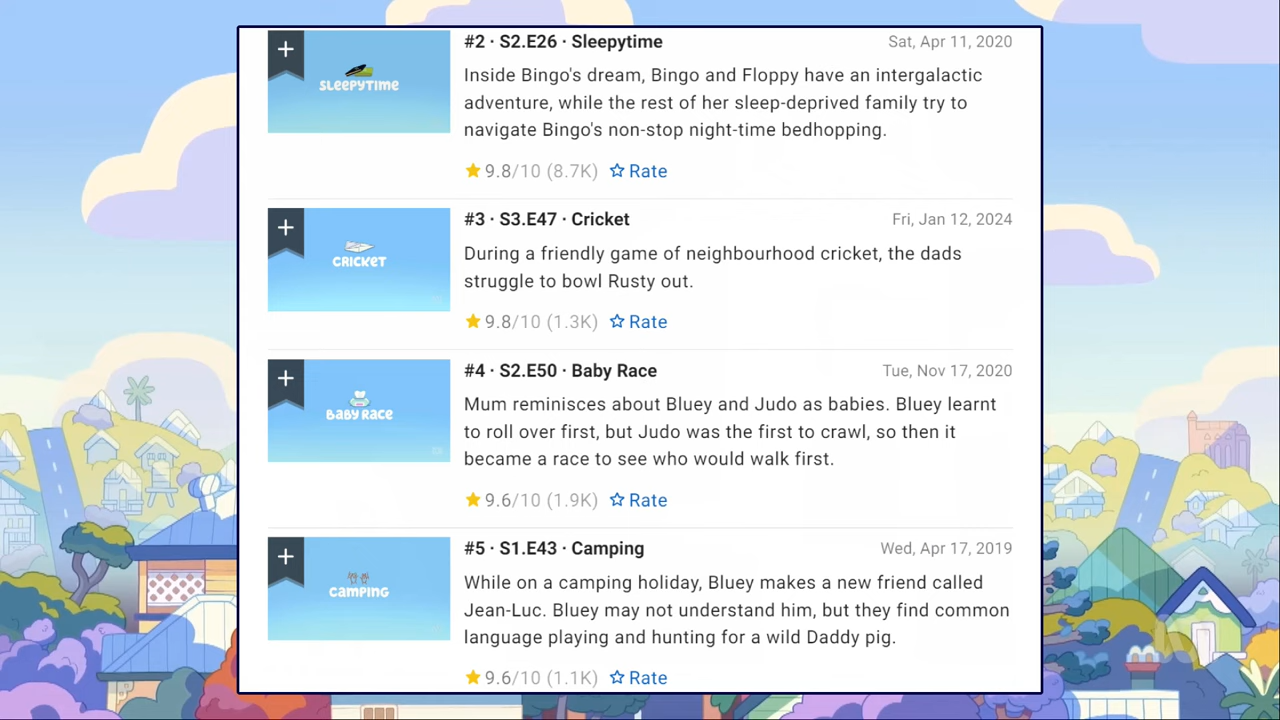 #2 · S2.E26 · Sleepytime
Sat, Apr 11, 2020
SLEEPYTIME
Inside Bingo's dream, Bingo and Floppy have an intergalactic
adventure, while the rest of her sleep-deprived family try to
navigate Bingo's non-stop night-time bedhopping.
9.8/10 (8.7K) Rate
#3 · S3.E47 · Cricket
Fri, Jan 12, 2024
CRICKET
During a friendly game of neighbourhood cricket, the dads
struggle to bowl Rusty out.
9.8/10 (1.3K) Rate
#4 · S2.E50 · Baby Race
Tue, Nov 17, 2020
BABY RACE
Mum reminisces about Bluey and Judo as babies. Bluey learnt
to roll over first, but Judo was the first to crawl, so then it
became a race to see who would walk first.
9.6/10 (1.9K) Rate
#5 · S1.E43 · Camping
Wed, Apr 17, 2019
CAMPING
While on a camping holiday, Bluey makes a new friend called
Jean-Luc. Bluey may not understand him, but they find common
language playing and hunting for a wild Daddy pig.
9.6/10 (1.1K) Rate